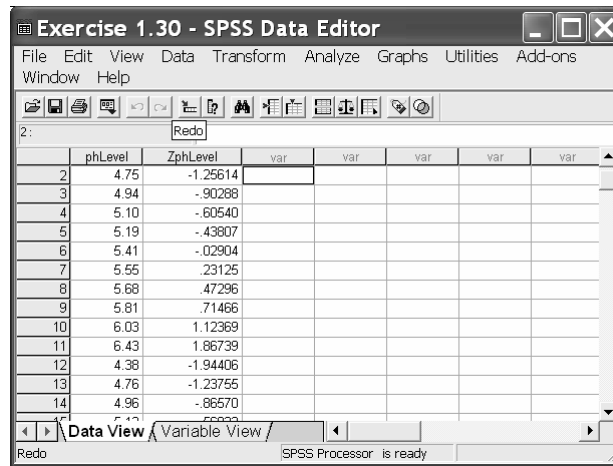 Exercise 1.30 - SPSS Data Editor
File Edit View Data Transform Analyze Graphs Utilities Add-ons
Window Help
2:
Redo
phLevel ZphLevel var var var var var
2 4.75 -1.25614
3 4.94 -.90288
4 5.10 -.60540
5 5.19 -.43807
6 5.41 -.02904
7 5.55 .23125
8 5.68 .47296
9 5.81 .71466
10 6.03 1.12369
11 6.43 1.86739
12 4.38 -1.94406
13 4.76 -1.23755
14 4.96 -.86570
Data View Variable View
Redo SPSS Processor is ready